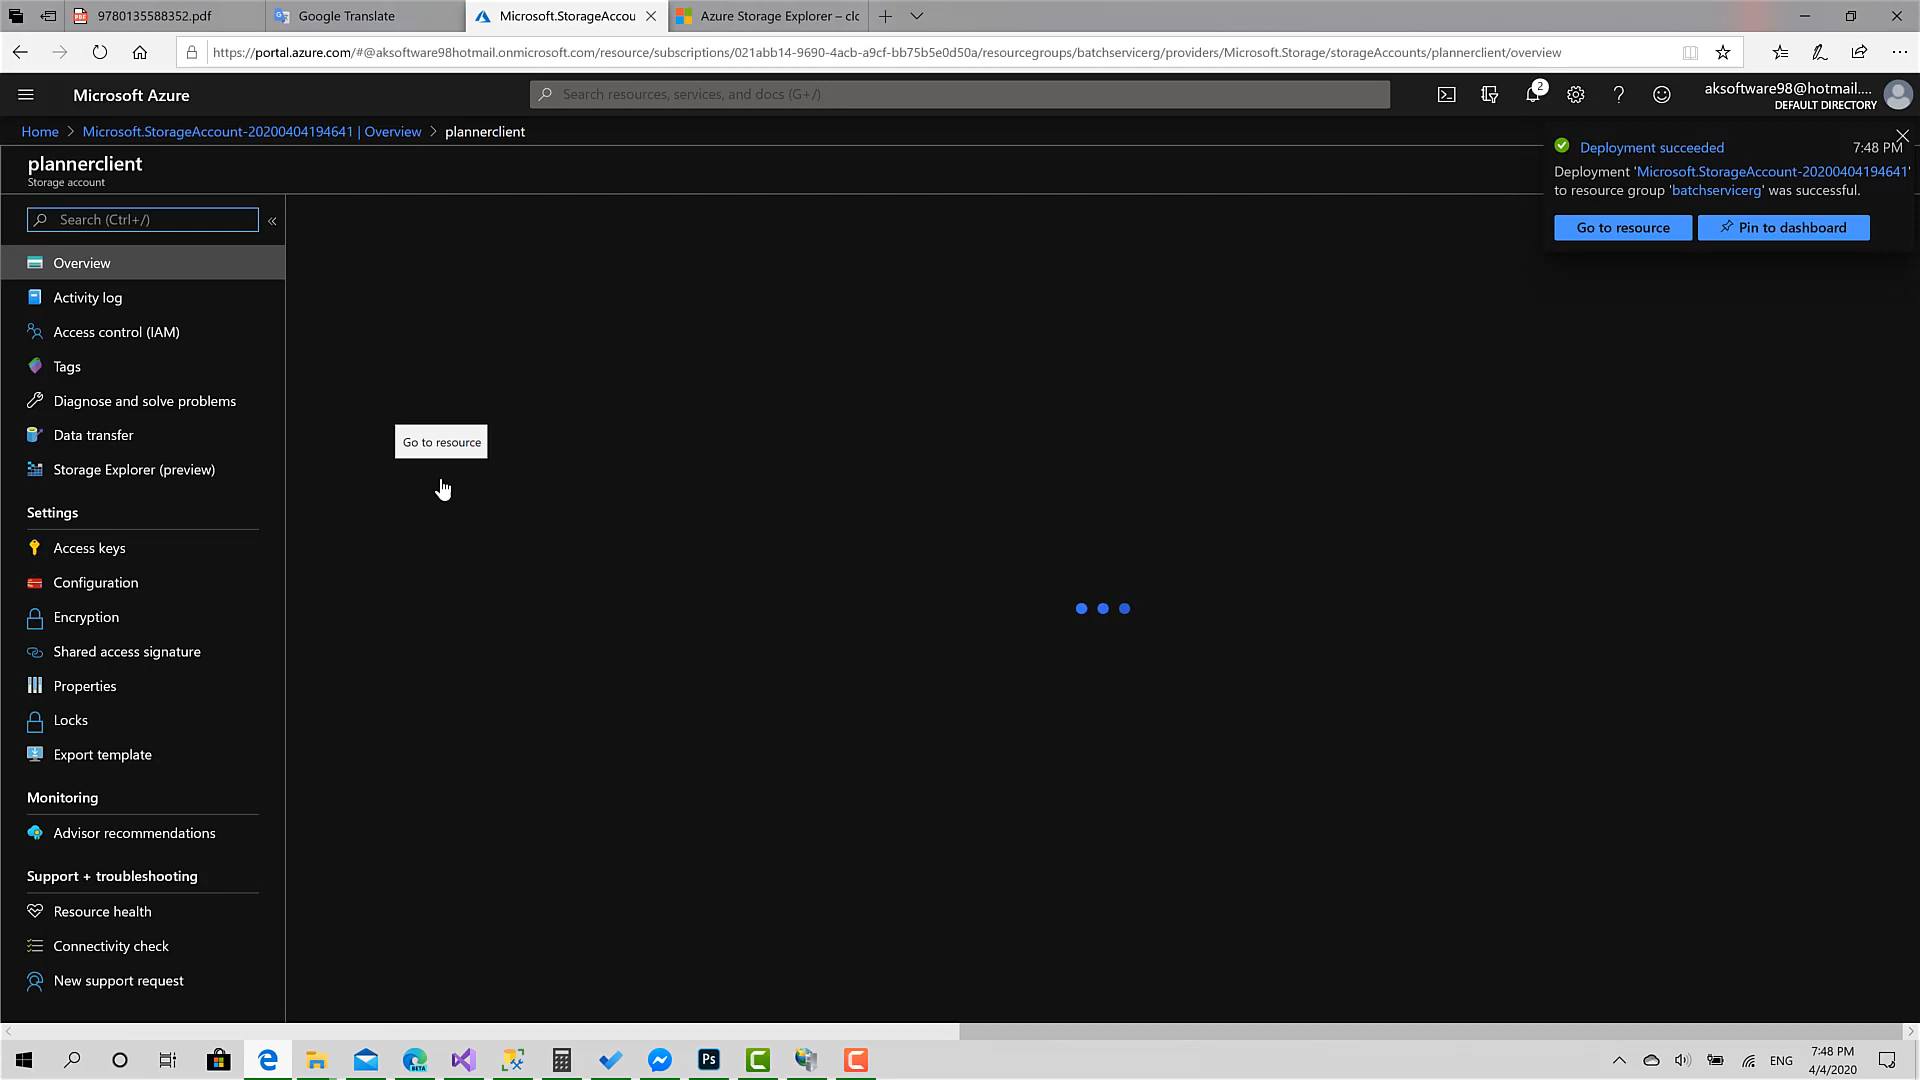 9780135588352.pdf
Google Translate
Microsoft.StorageAccou
Azure Storage Explorer – clc
https://portal.azure.com/#@aksoftware98hotmail.onmicrosoft.com/resource/subscriptions/021abb14-9690-4acb-a9cf-bb75b5e0d50a/resourcegroups/batchservicerg/providers/Microsoft.Storage/storageAccounts/plannerclient/overview
Microsoft Azure
Search resources, services, and docs (G+/)
2
aksoftware98@hotmail....
DEFAULT DIRECTORY
Home > Microsoft.StorageAccount-20200404194641 | Overview > plannerclient
plannerclient
Storage account
Deployment succeeded 7:48 PM
Deployment 'Microsoft.StorageAccount-20200404194641'
to resource group 'batchservicerg' was successful.
Go to resource
Pin to dashboard
Search (Ctrl+/)
Overview
Activity log
Access control (IAM)
Tags
Diagnose and solve problems
Data transfer
Storage Explorer (preview)
Settings
Access keys
Configuration
Encryption
Shared access signature
Properties
Locks
Export template
Monitoring
Advisor recommendations
Support + troubleshooting
Resource health
Connectivity check
New support request
Go to resource
BETA
Ps
ENG
7:48 PM
4/4/2020